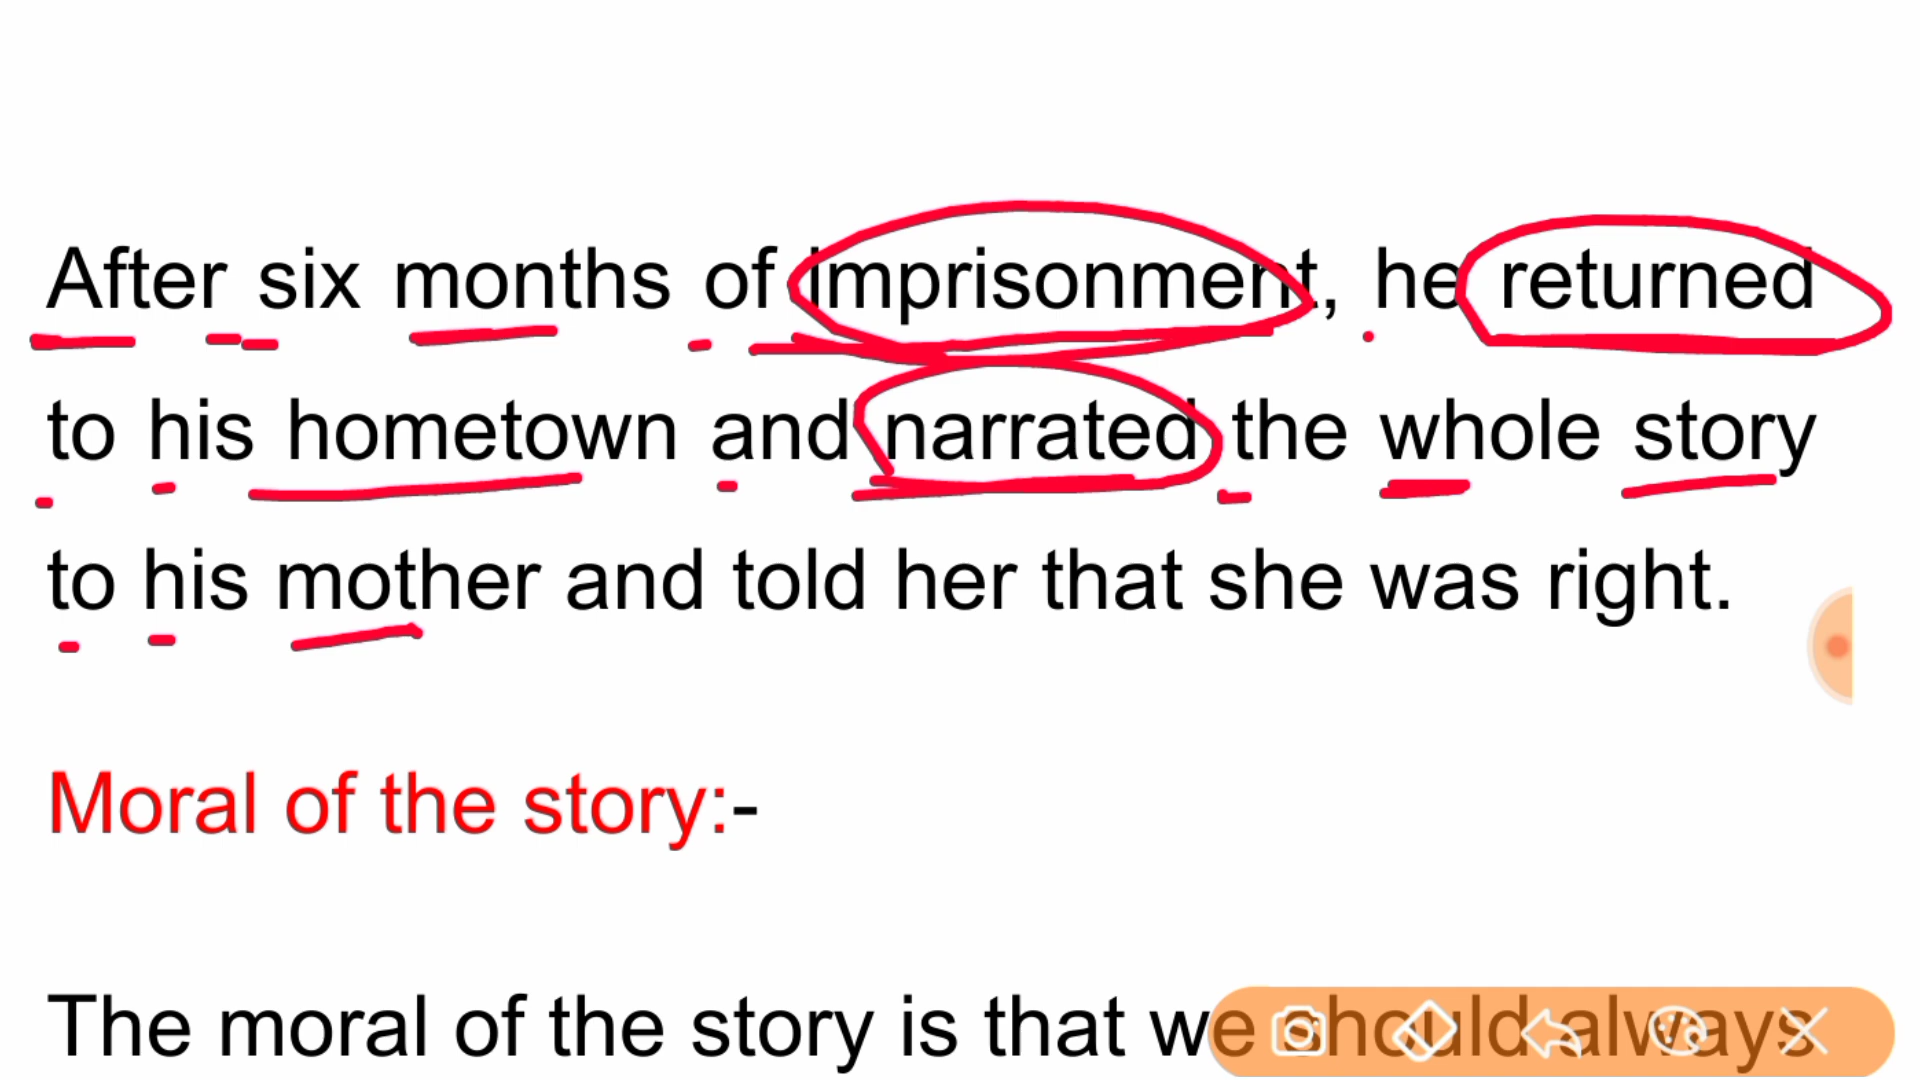 After six months of imprisonment, he returned
to his hometown and narrated the whole story
to his mother and told her that she was right.
Moral of the story:-
The moral of the story is that we should always